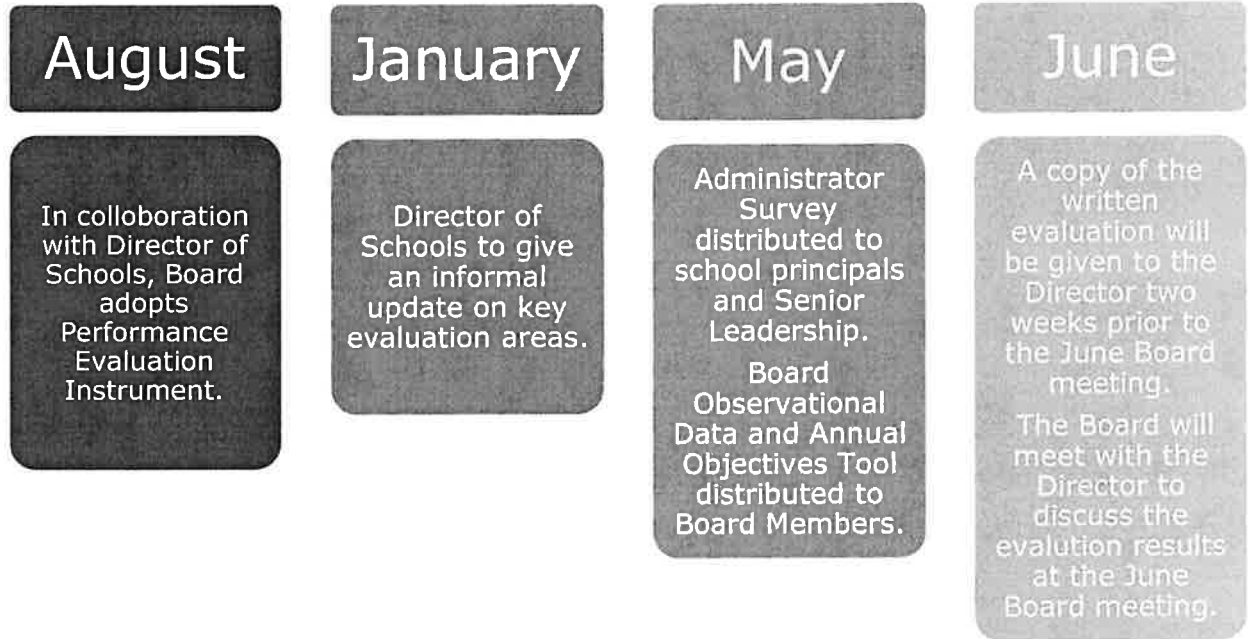 August
In colloboration
with Director of
Schools, Board
adopts
Performance
Evaluation
Instrument.
January
Director of
Schools to give
an informal
update on key
evaluation areas.
May
Administrator
Survey
distributed to
school principals
and Senior
Leadership.
Board
Observational
Data and Annual
Objectives Tool
distributed to
Board Members.
June
A copy of the
written
evaluation will
be given to the
Director two
weeks prior to
the June Board
meeting.
The Board will
meet with the
Director to
discuss the
evalution results
at the June
Board meeting.